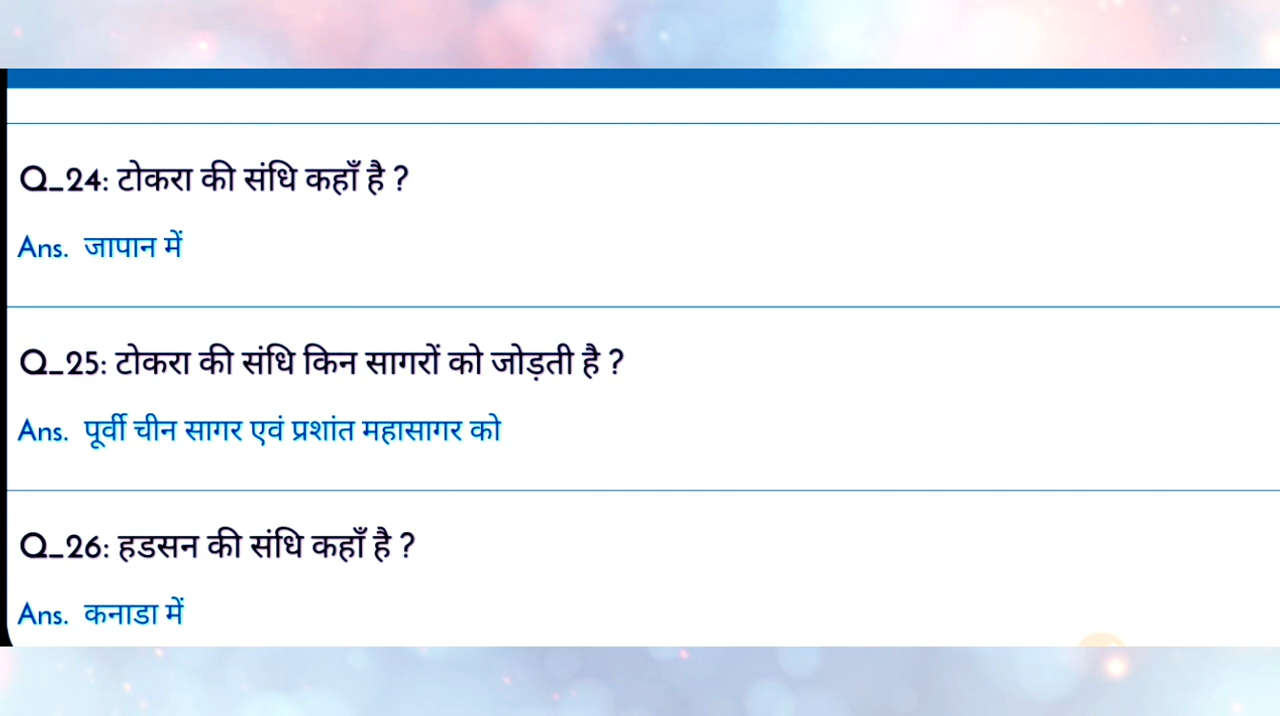 Q_24: टोकरा की संधि कहाँ है ?
Ans. जापान में
Q_25: टोकरा की संधि किन सागरों को जोड़ती है ?
Ans. पूर्वी चीन सागर एवं प्रशांत महासागर को
Q_26: हडसन की संधि कहाँ है ?
Ans. कनाडा में